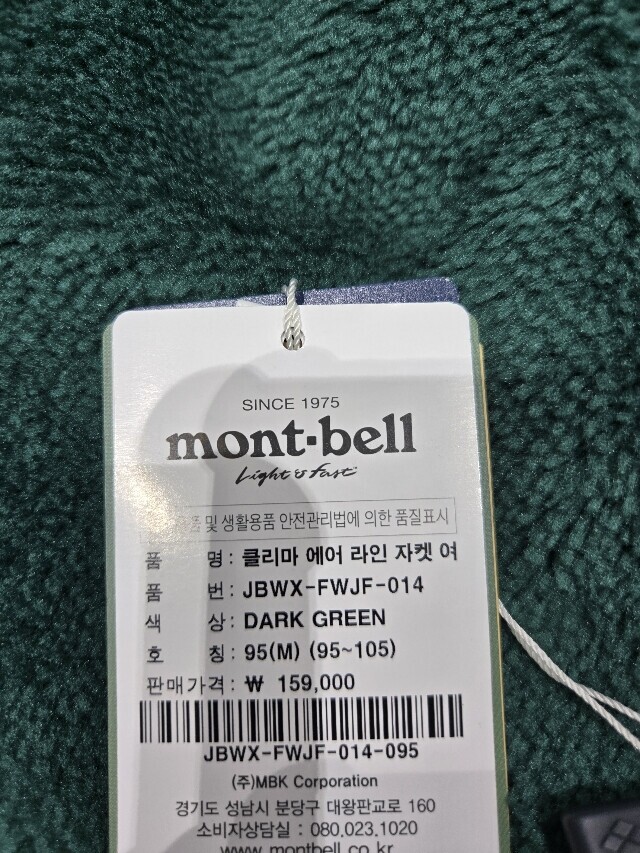 SINCE 1975
mont-bell
Light & Fast
품 및 생활용품 안전관리법에 의한 품질표시
품 명 : 클리마 에어 라인 자켓 여
품 번 : JBWX-FWJF-014
색 상 : DARK GREEN
호 칭 : 95(M) (95~105)
판매가격 : ₩ 159,000
JBWX-FWJF-014-095
(주)MBK Corporation
경기도 성남시 분당구 대왕판교로 160
소비자상담실 : 080.023.1020
www.montbell.co.kr